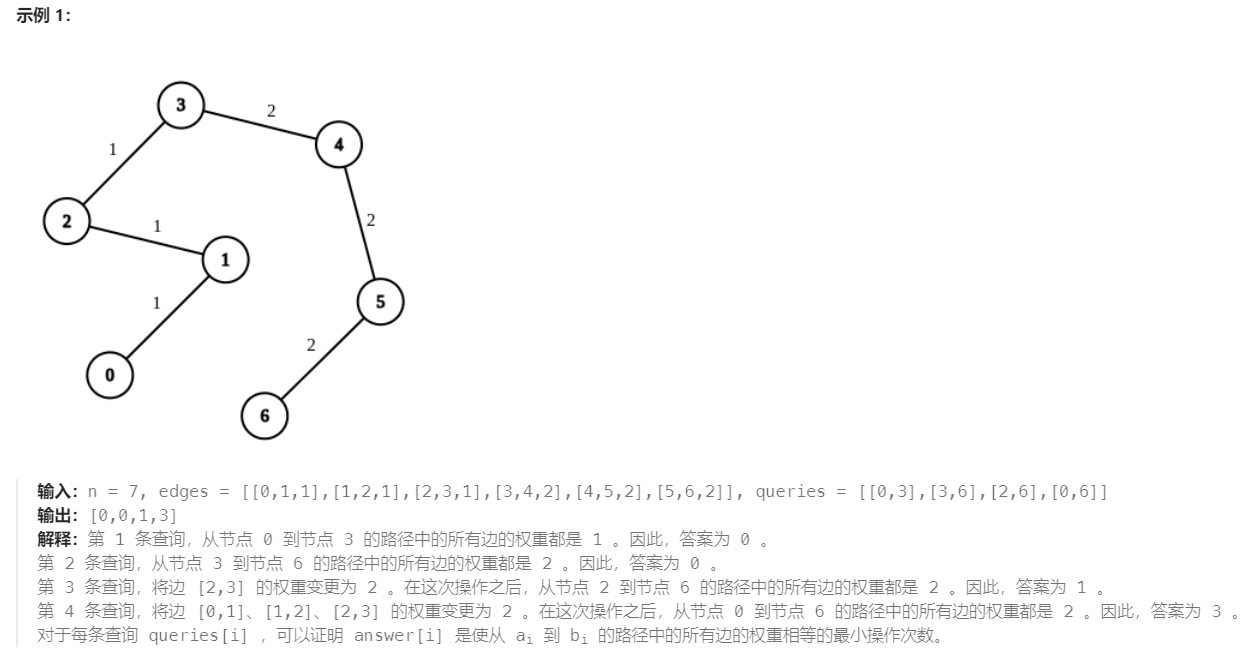 示例 1:
3
2
4
1
2
1
2
1
1
5
2
0
6
输入: n = 7, edges = [[0,1,1],[1,2,1],[2,3,1],[3,4,2],[4,5,2],[5,6,2]], queries = [[0,3],[3,6],[2,6],[0,6]]
输出: [0,0,1,3]
解释: 第 1 条查询，从节点 0 到节点 3 的路径中的所有边的权重都是 1 。因此，答案为 0 。
第 2 条查询，从节点 3 到节点 6 的路径中的所有边的权重都是 2 。因此，答案为 0 。
第 3 条查询，将边 [2,3] 的权重变更为 2 。在这次操作之后，从节点 2 到节点 6 的路径中的所有边的权重都是 2 。因此，答案为 1 。
第 4 条查询，将边 [0,1]、[1,2]、[2,3] 的权重变更为 2 。在这次操作之后，从节点 0 到节点 6 的路径中的所有边的权重都是 2 。因此，答案为 3 。
对于每条查询 queries[i] ，可以证明 answer[i] 是使从 aᵢ 到 bᵢ 的路径中的所有边的权重相等的最小操作次数。